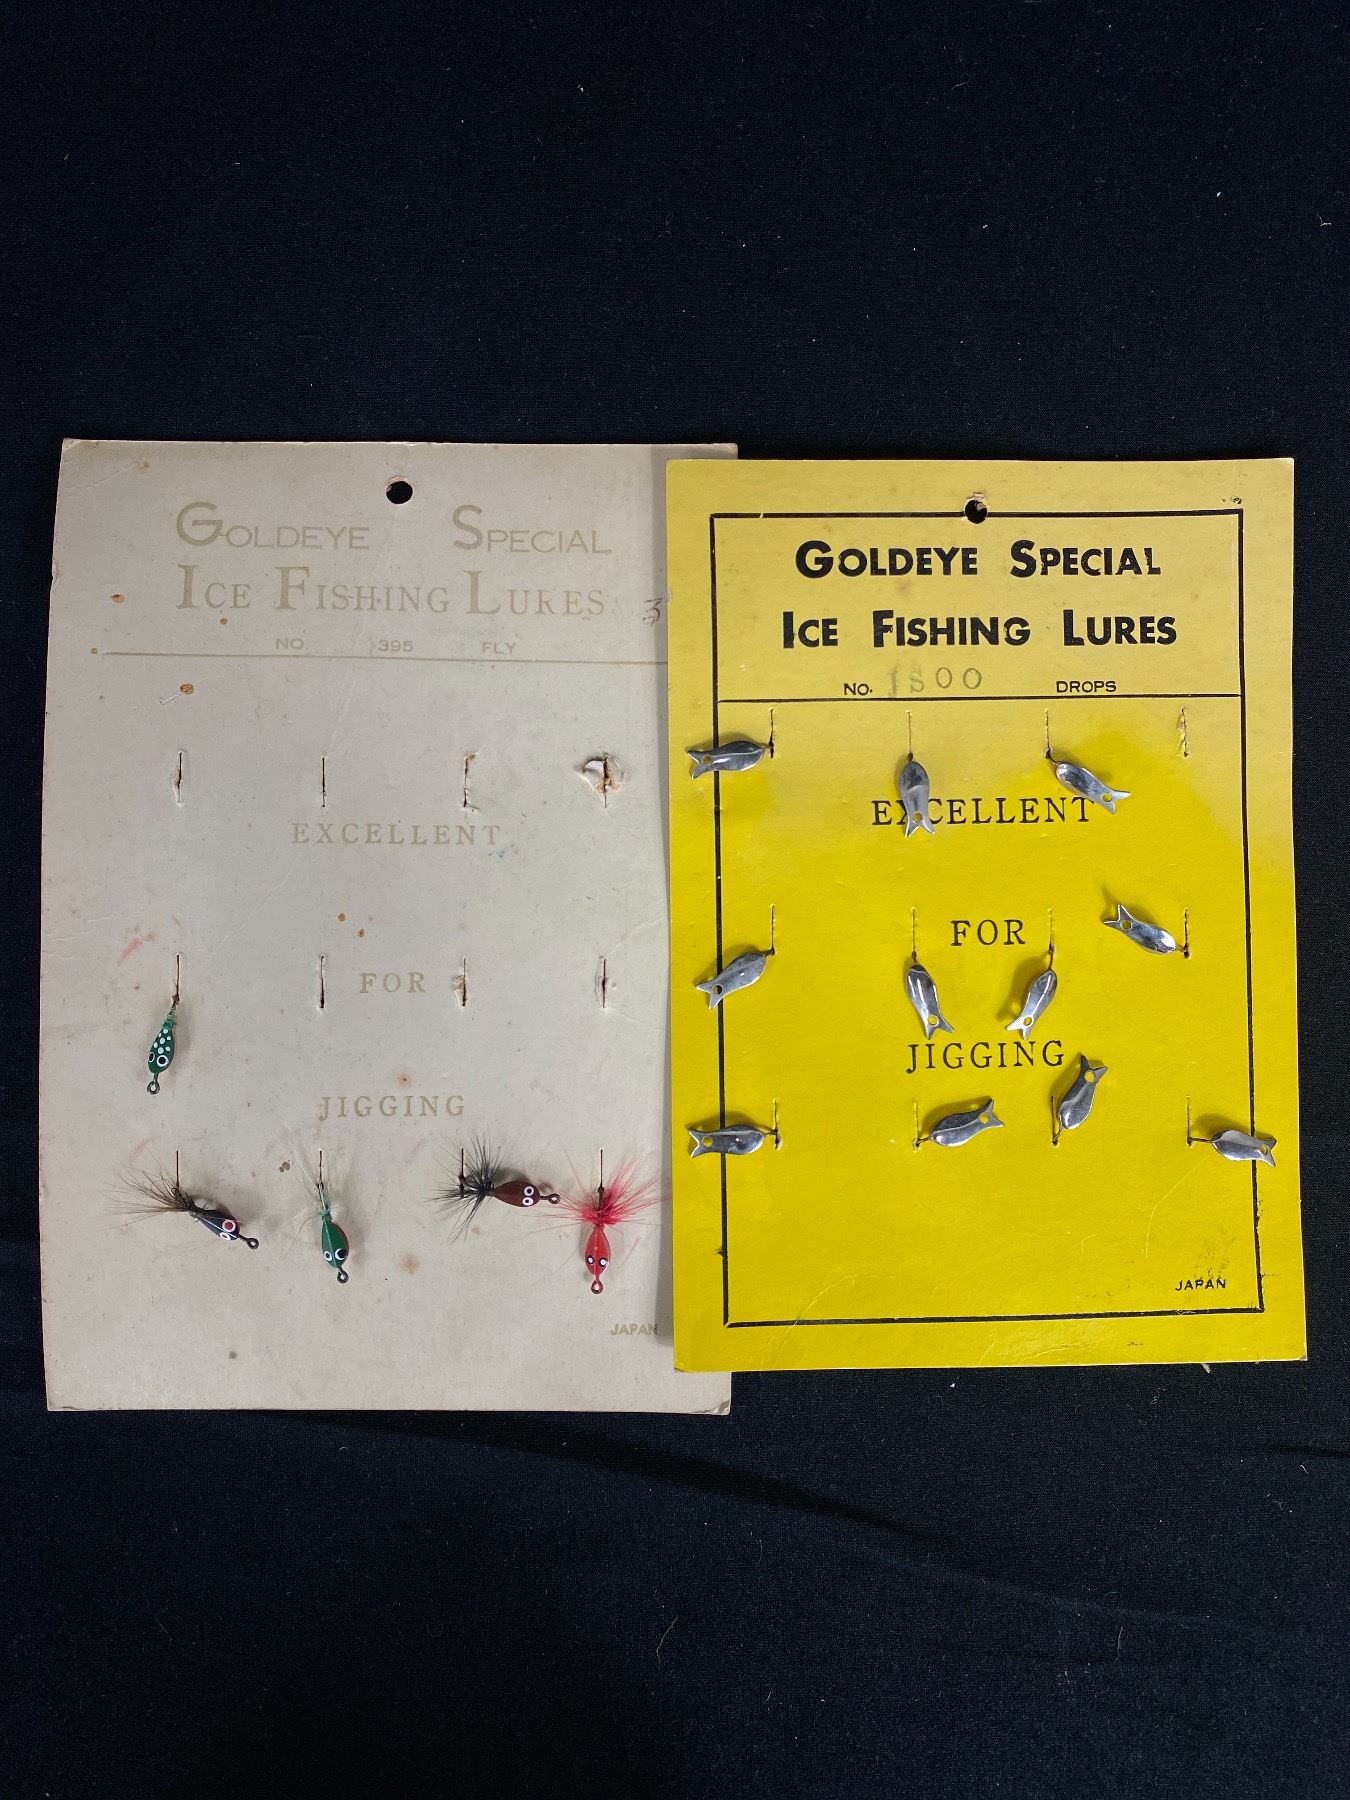 GOLDEYE SPECIAL
ICE FISHING LURES
NO. 395 FLY
EXCELLENT
FOR
JIGGING
JAPAN
GOLDEYE SPECIAL
ICE FISHING LURES
NO. 1S00 DROPS
EXCELLENT
FOR
JIGGING
JAPAN